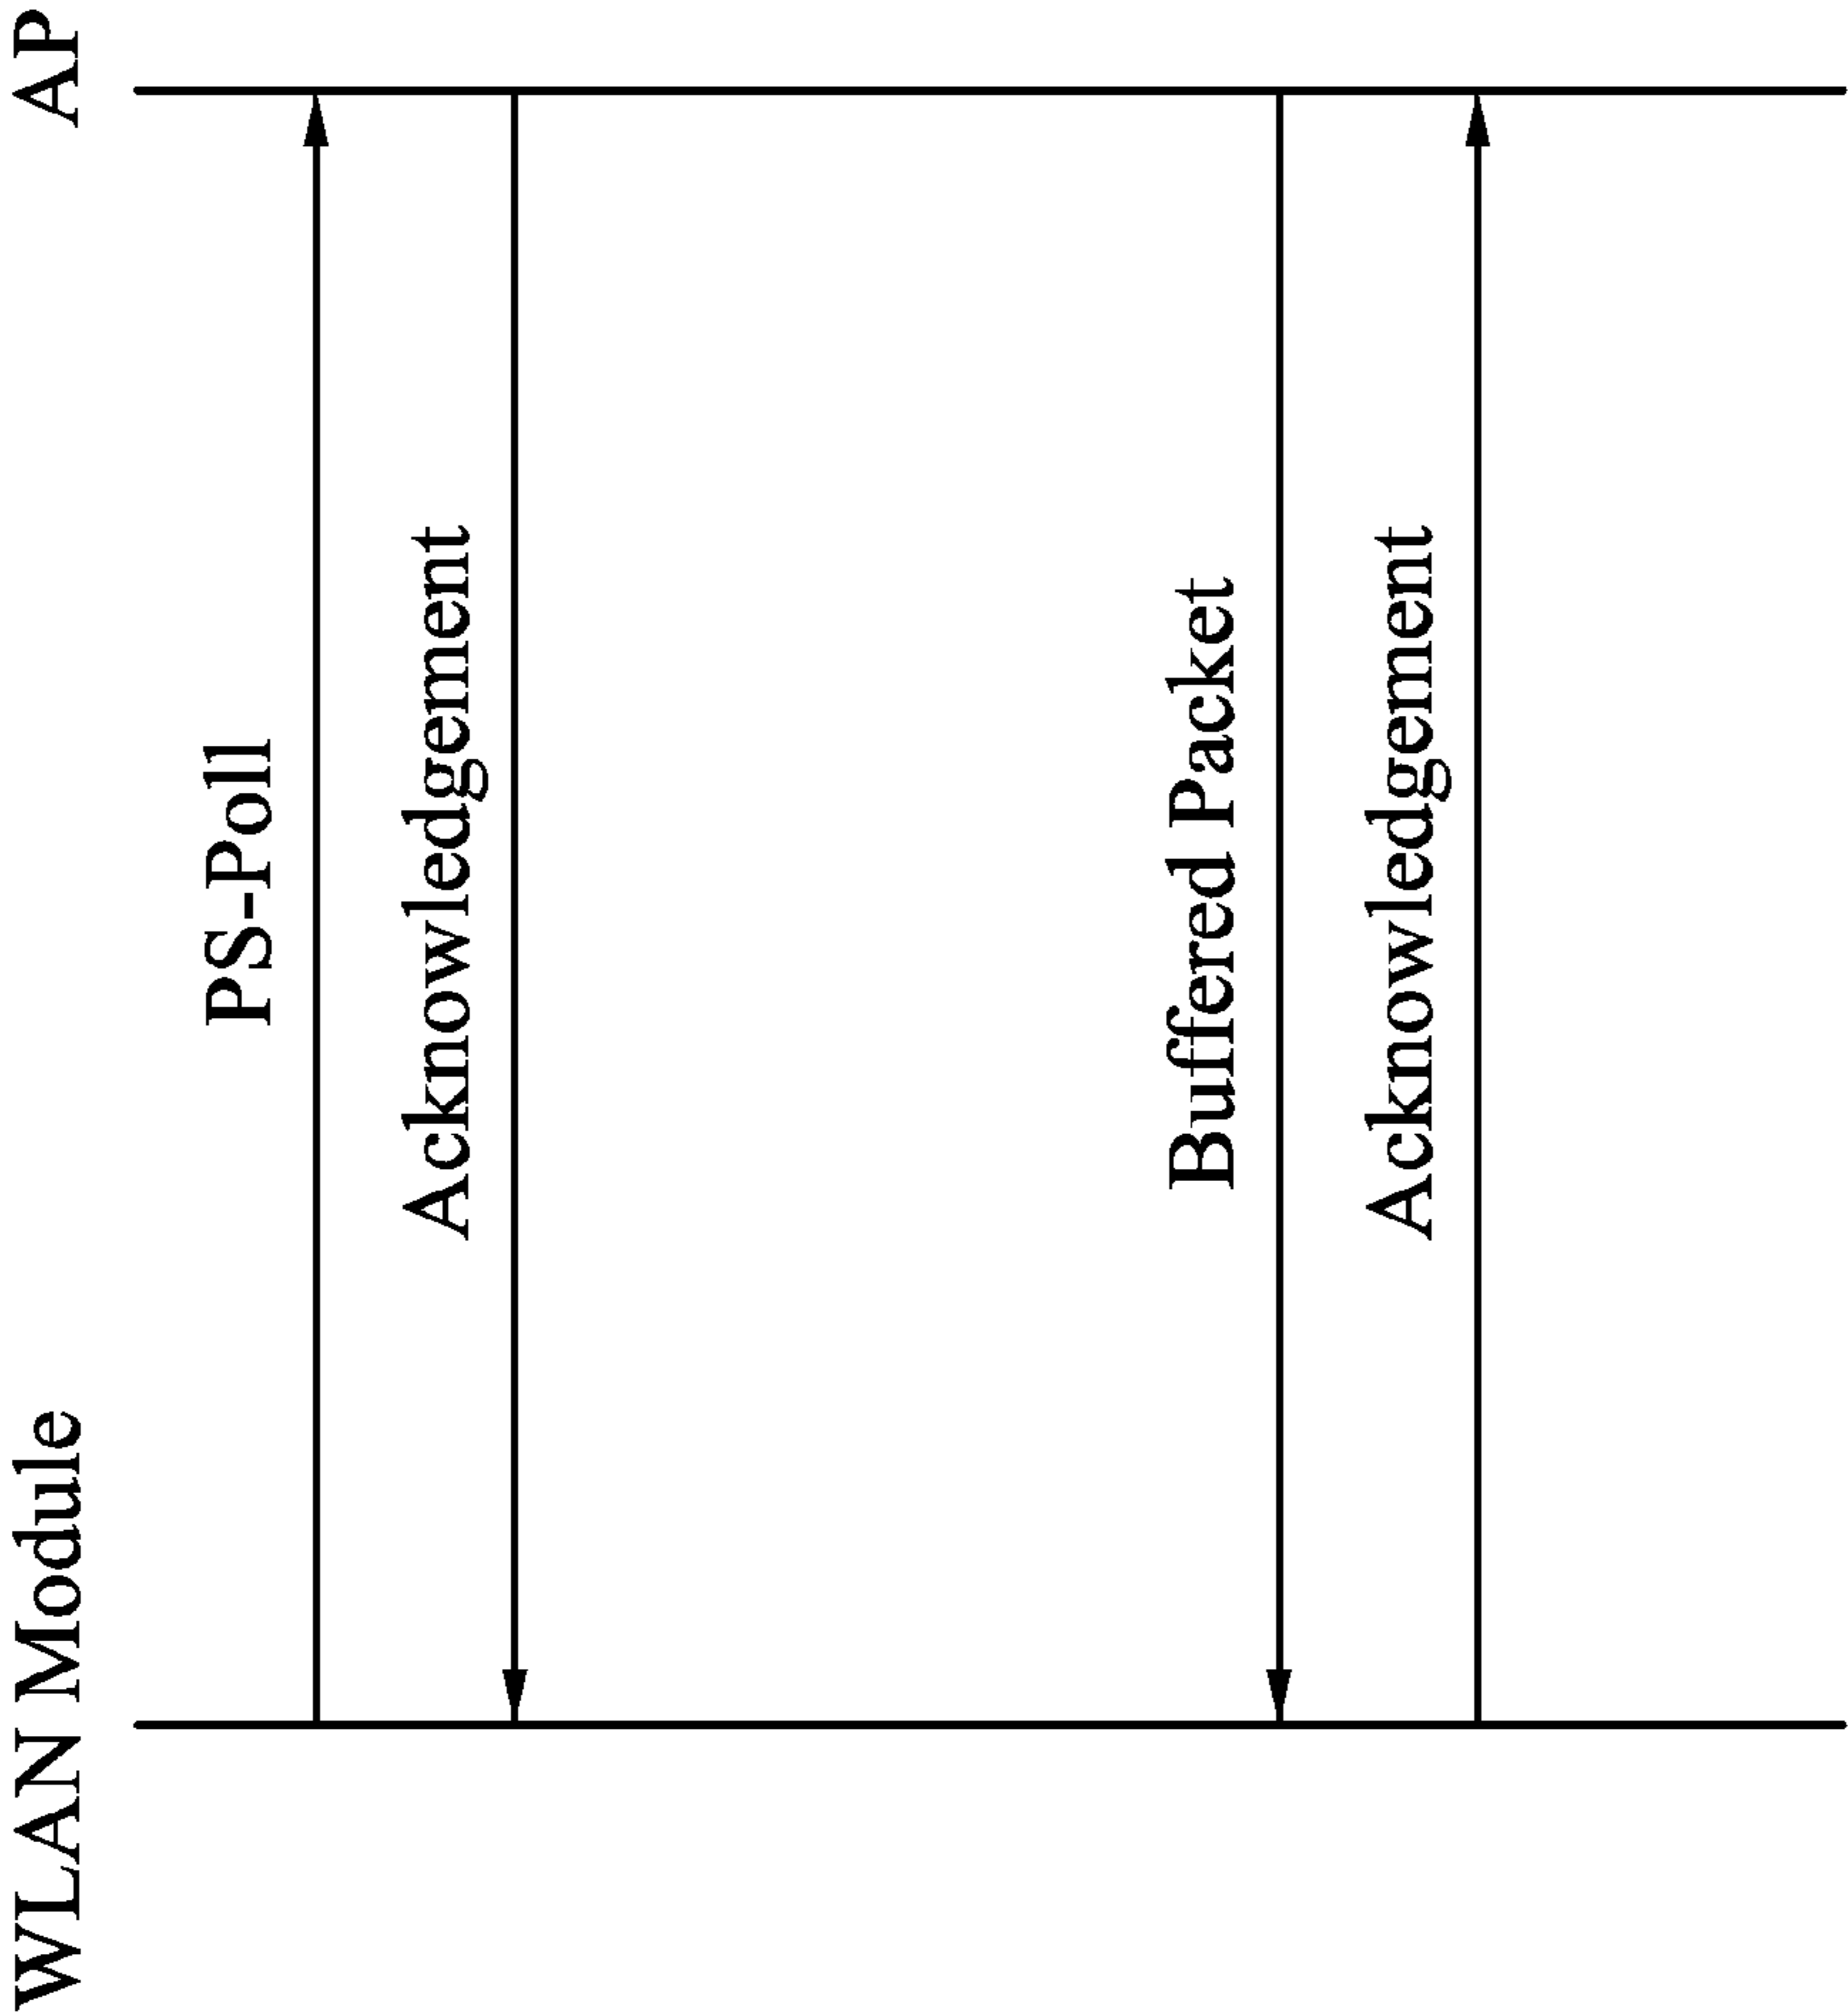 WLAN Module
AP
PS-Poll
Acknowledgement
Buffered Packet
Acknowledgement